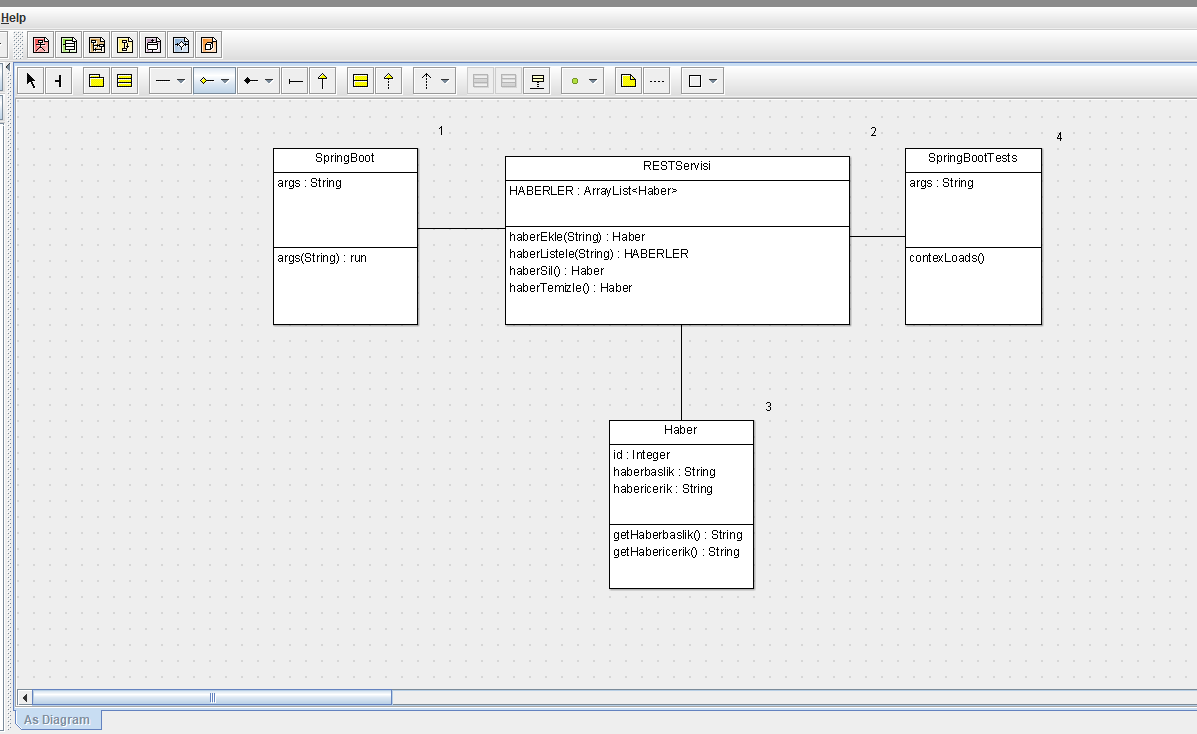 Help
1
SpringBoot
args : String
args(String) : run
2
RESTServisi
HABERLER : ArrayList<Haber>
haberEkle(String) : Haber
haberListele(String) : HABERLER
haberSil() : Haber
haberTemizle() : Haber
4
SpringBootTests
args : String
contexLoads()
3
Haber
id : Integer
haberbaslik : String
habericerik : String
getHaberbaslik() : String
getHabericerik() : String
As Diagram